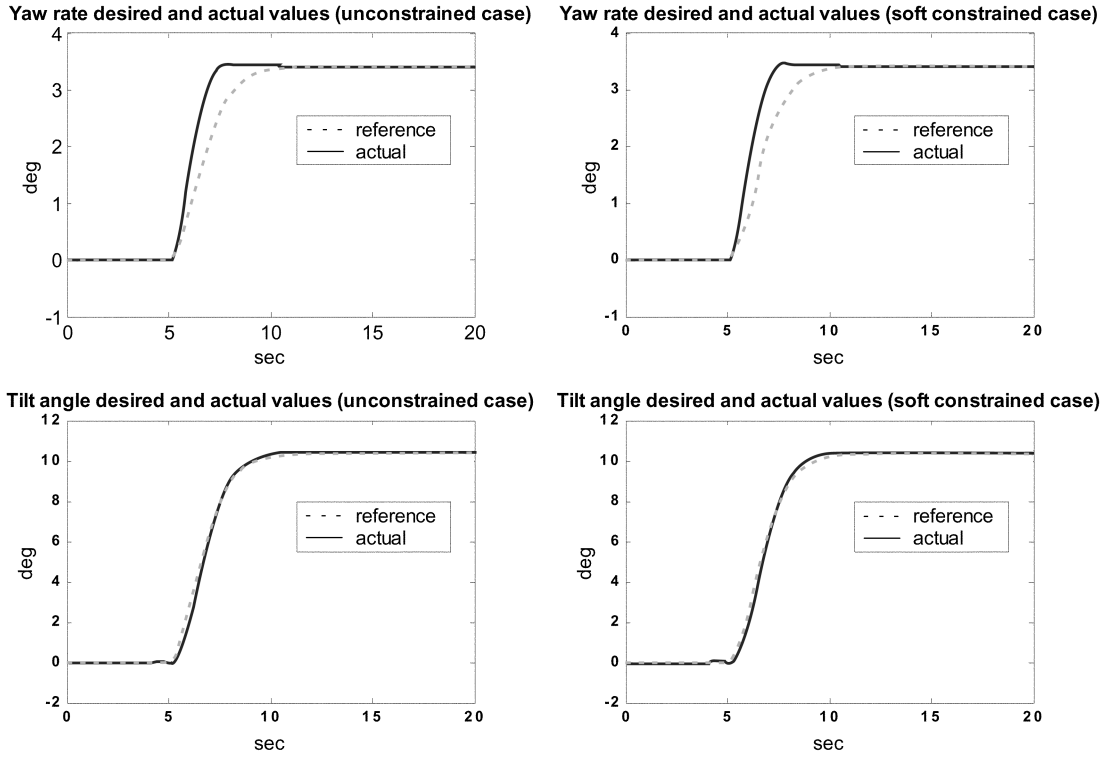 Yaw rate desired and actual values (unconstrained case)
4
3
2
1
0
-1
deg
reference
actual
0 5 10 15 20
sec
Yaw rate desired and actual values (soft constrained case)
4
3
2
1
0
-1
deg
reference
actual
0 5 10 15 20
sec
Tilt angle desired and actual values (unconstrained case)
12
10
8
6
4
2
0
-2
deg
reference
actual
0 5 10 15 20
sec
Tilt angle desired and actual values (soft constrained case)
12
10
8
6
4
2
0
-2
deg
reference
actual
0 5 10 15 20
sec